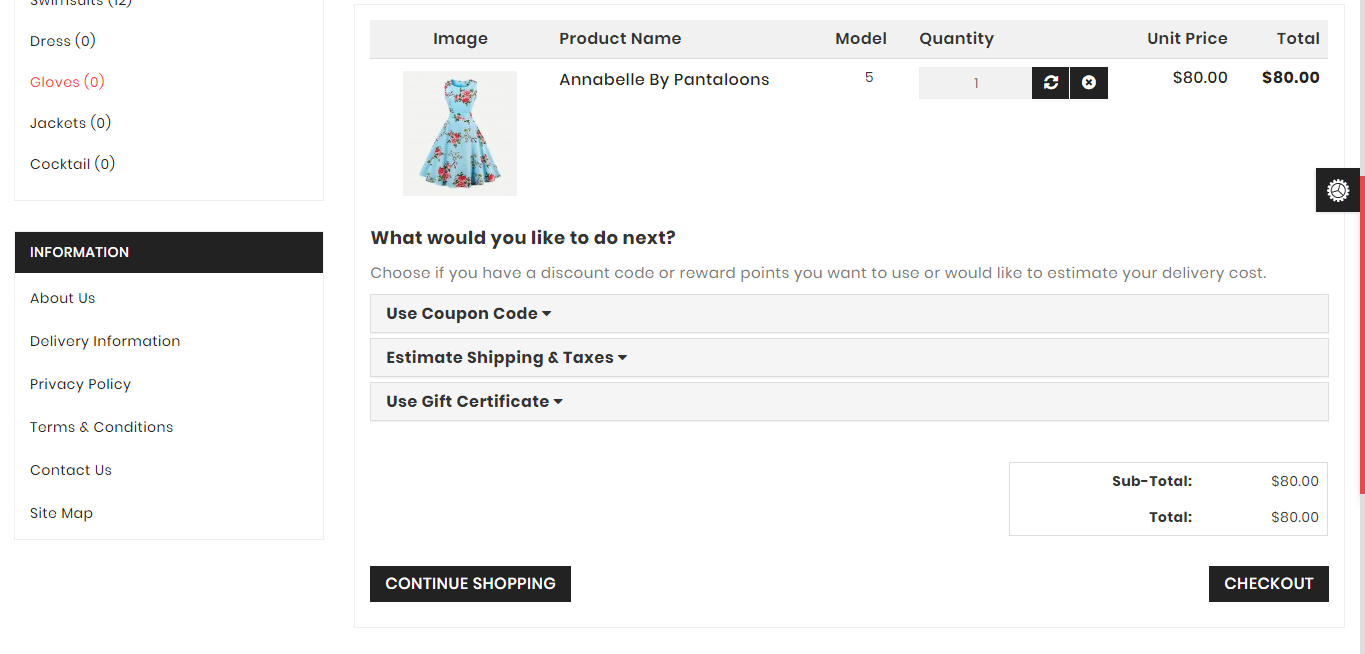 Swimsuits (12)
Dress (0)
Gloves (0)
Jackets (0)
Cocktail (0)
INFORMATION
About Us
Delivery Information
Privacy Policy
Terms & Conditions
Contact Us
Site Map
Image Product Name Model Quantity Unit Price Total
Annabelle By Pantaloons 5 1 $80.00 $80.00
What would you like to do next?
Choose if you have a discount code or reward points you want to use or would like to estimate your delivery cost.
Use Coupon Code
Estimate Shipping & Taxes
Use Gift Certificate
Sub-Total: $80.00
Total: $80.00
CONTINUE SHOPPING CHECKOUT